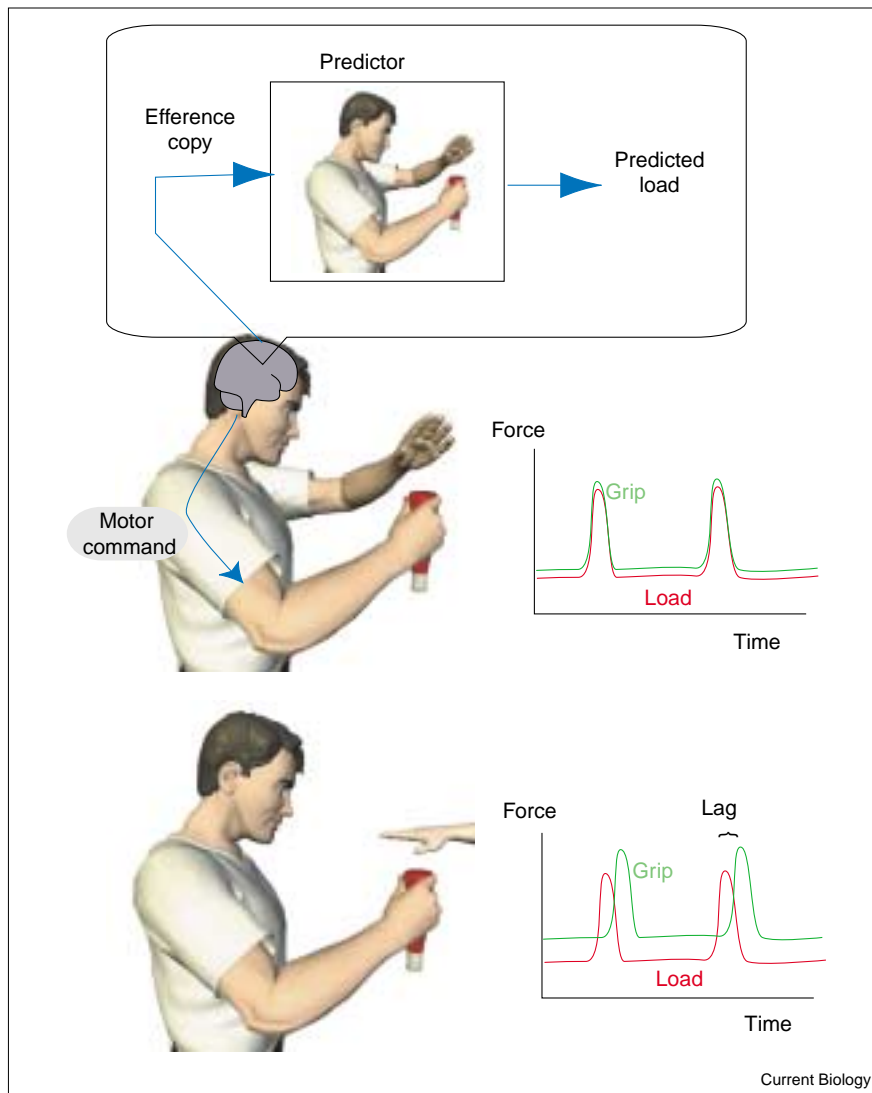 Predictor
Efference
copy
Predicted
load
Motor
command
Force
Grip
Load
Time
Force
Lag
Grip
Load
Time
Current Biology